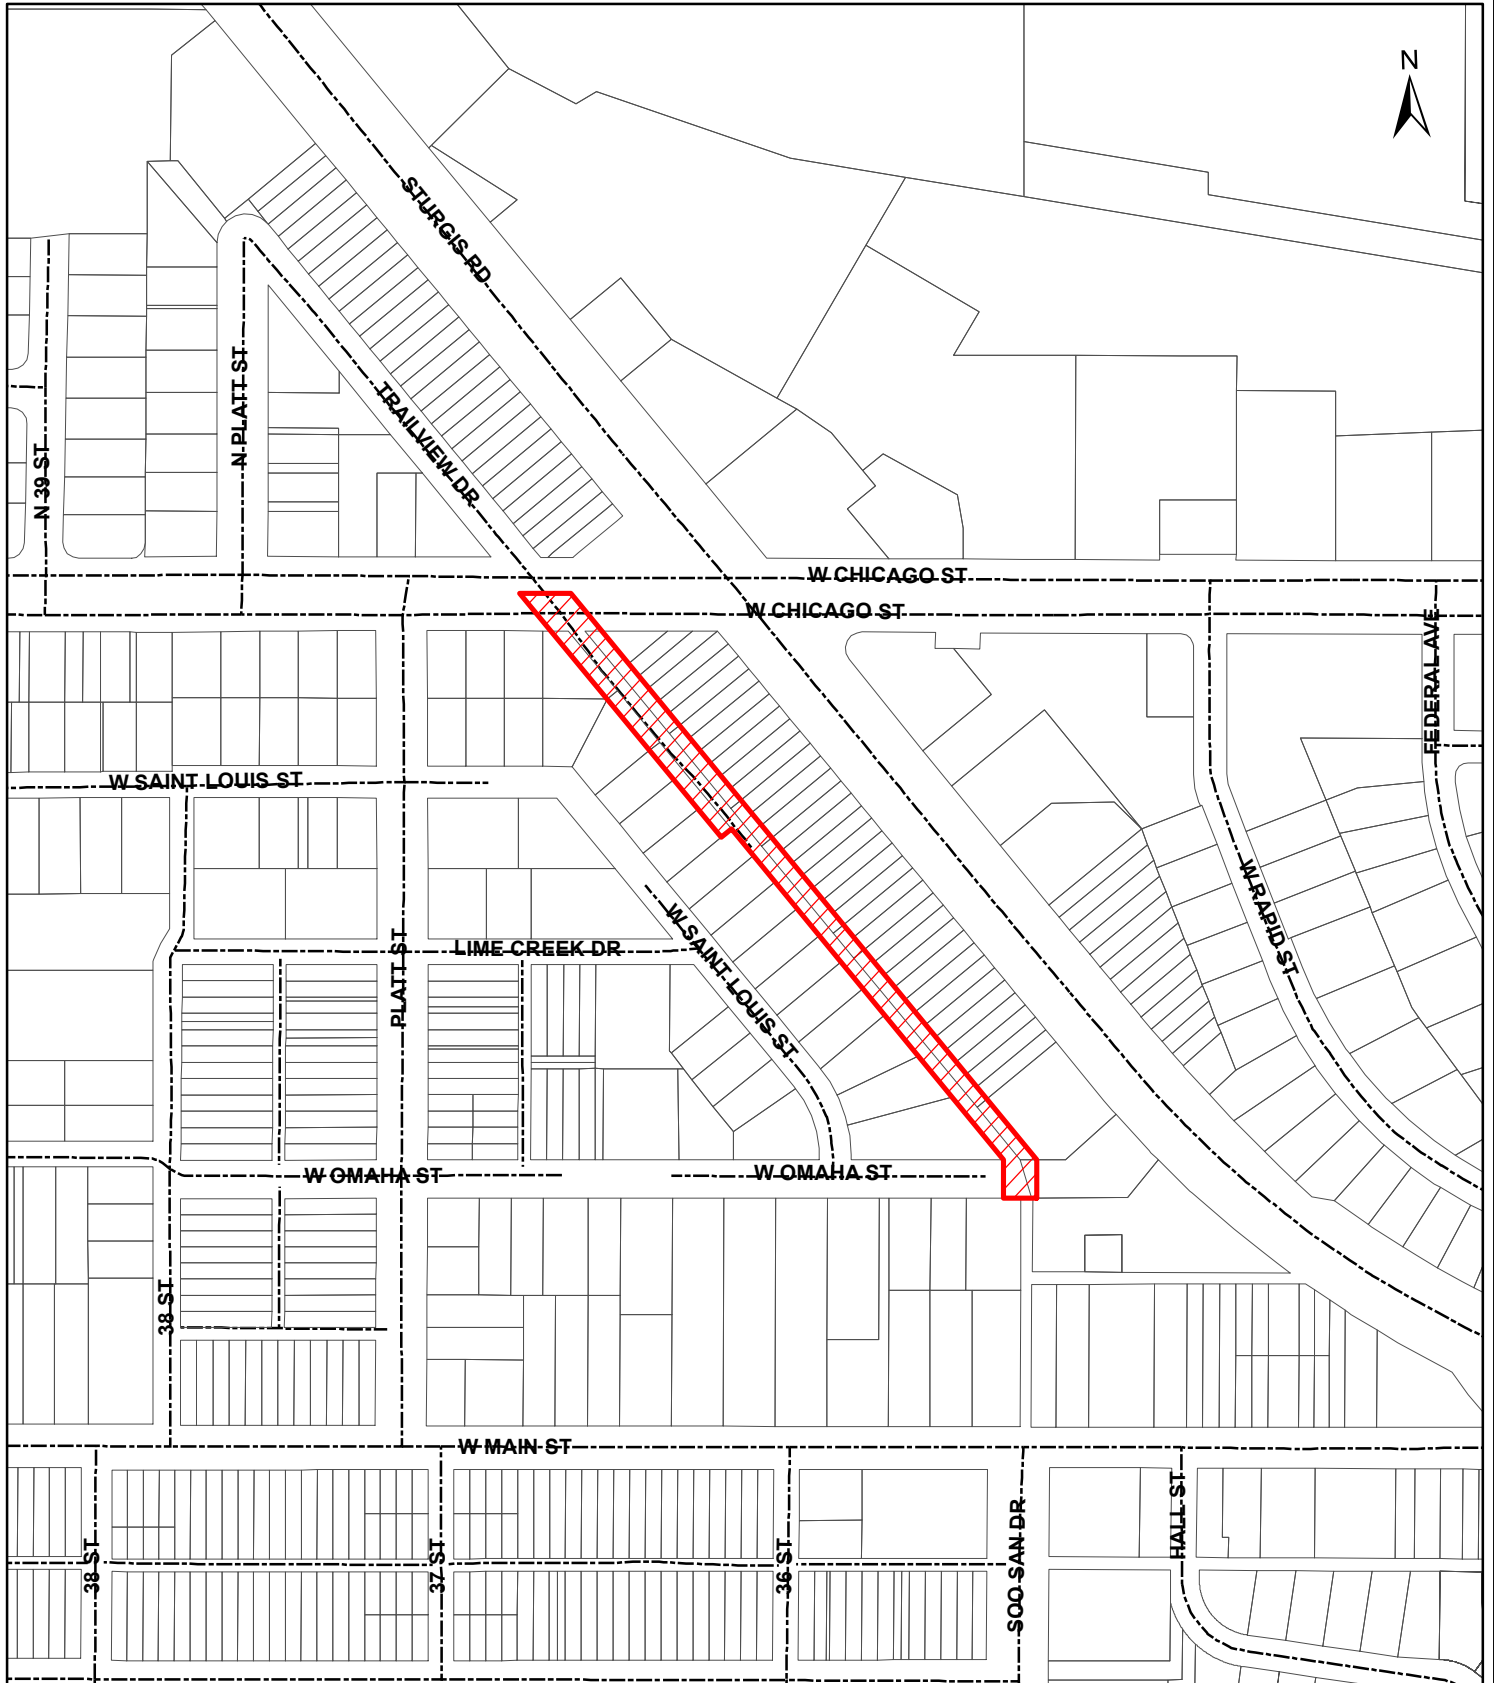 N
STURGIS RD
N PLATT ST
TRAILVIEW DR
N 39 ST
W CHICAGO ST
W CHICAGO ST
FEDERAL AVE
W SAINT LOUIS ST
W RAPID ST
PLATT ST
LIME CREEK DR
W SAINT LOUIS ST
W OMAHA ST
W OMAHA ST
38 ST
W MAIN ST
38 ST
37 ST
36 ST
SOO SAN DR
HALL ST